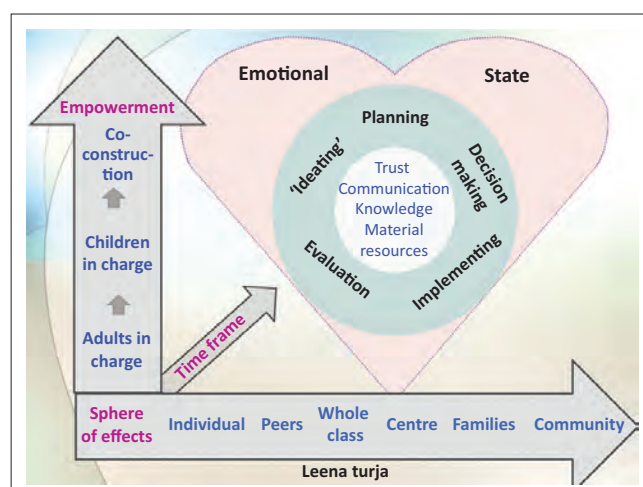 Emotional State
Empowerment
Co-
construc-
tion
Children
in charge
Adults in
charge
Planning
Decision
making
Implementing
Evaluation
‘Ideating’
Trust
Communication
Knowledge
Material
resources
Time frame
Sphere
of effects
Individual
Peers
Whole
class
Centre
Families
Community
Leena turja